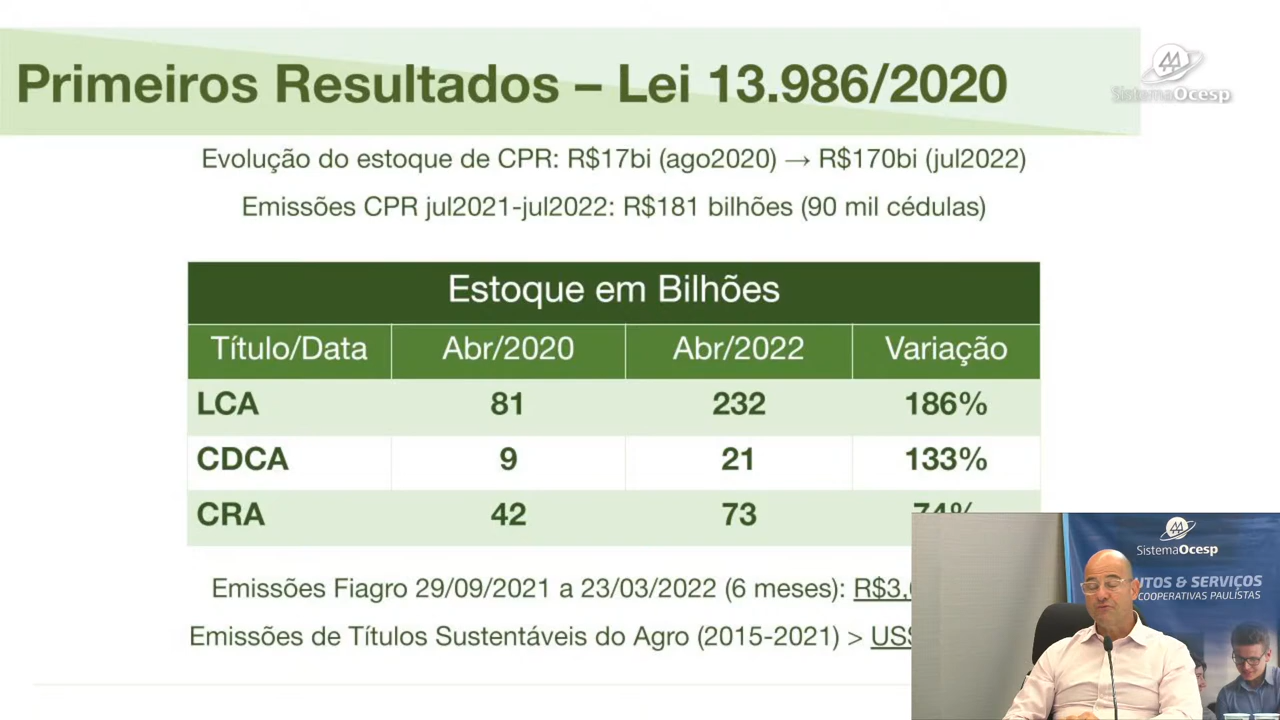 Primeiros Resultados – Lei 13.986/2020
SistemaOcesp
Evolução do estoque de CPR: R$17bi (ago2020) → R$170bi (jul2022)
Emissões CPR jul2021-jul2022: R$181 bilhões (90 mil cédulas)
Estoque em Bilhões
Título/Data Abr/2020 Abr/2022 Variação
LCA 81 232 186%
CDCA 9 21 133%
CRA 42 73 74%
Emissões Fiagro 29/09/2021 a 23/03/2022 (6 meses):
Emissões de Títulos Sustentáveis do Agro (2015-2021) >
SistemaOcesp
& SERVIÇOS
COOPERATIVAS PAULISTAS